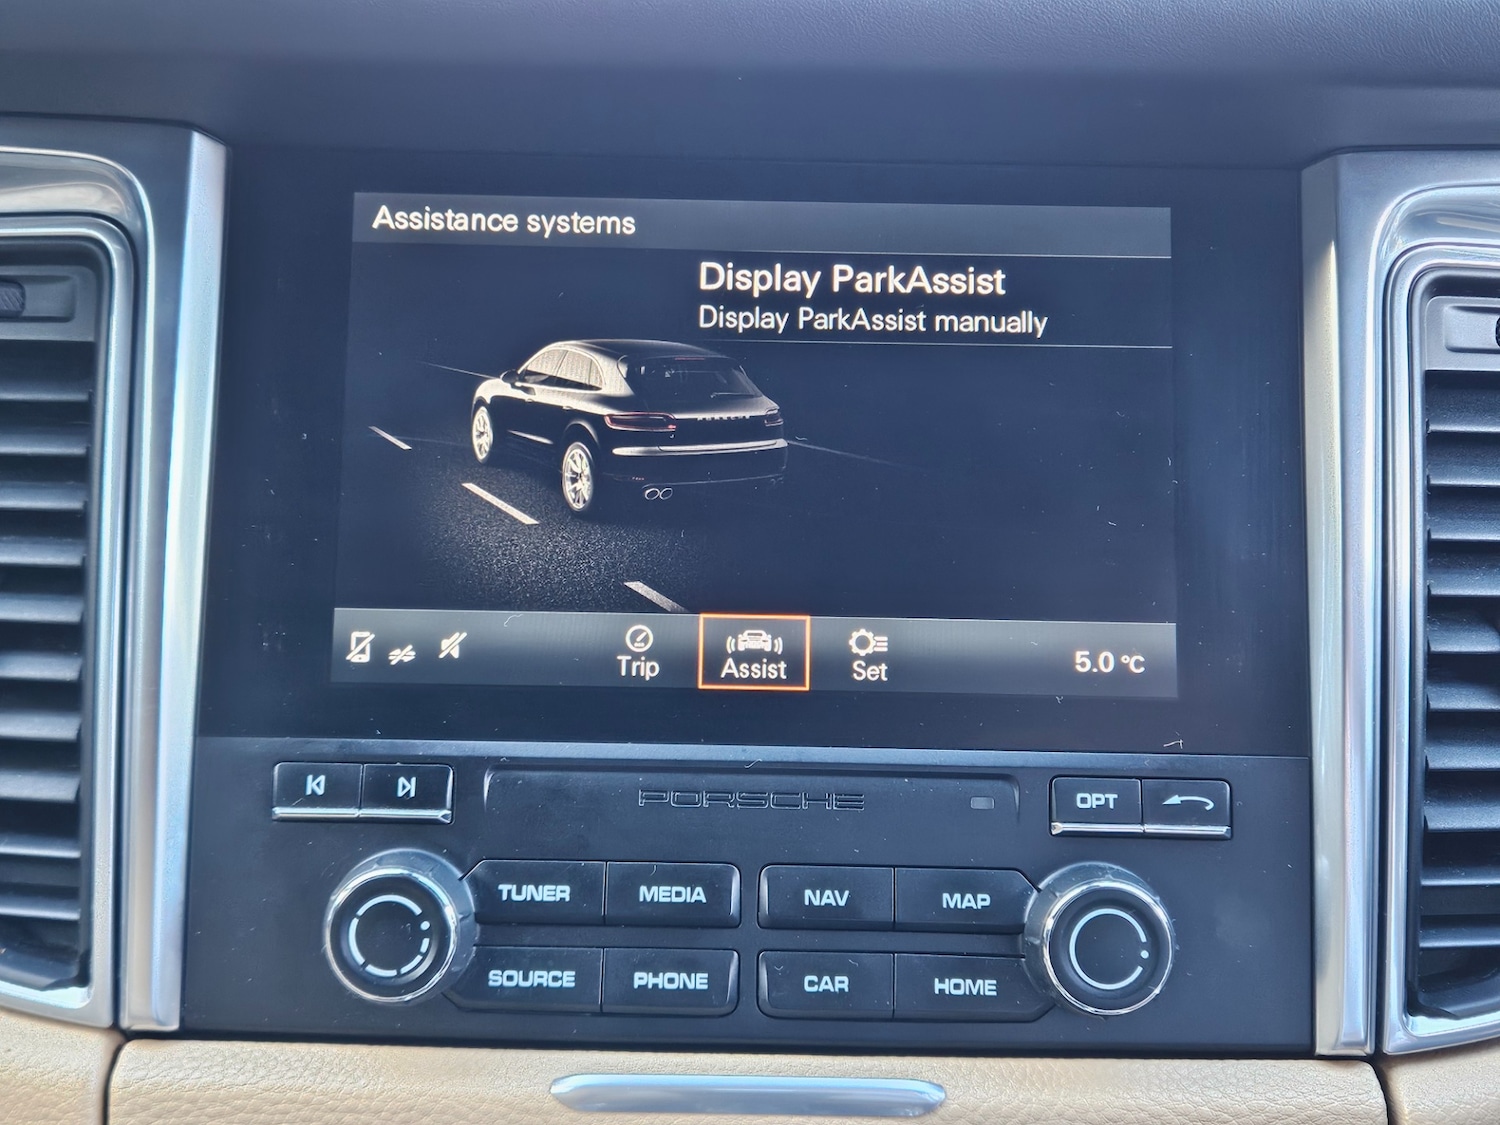 Assistance systems
Display ParkAssist
Display ParkAssist manually
Trip
Assist
Set
5.0 °C
PORSCHE
OPT
TUNER
MEDIA
NAV
MAP
SOURCE
PHONE
CAR
HOME